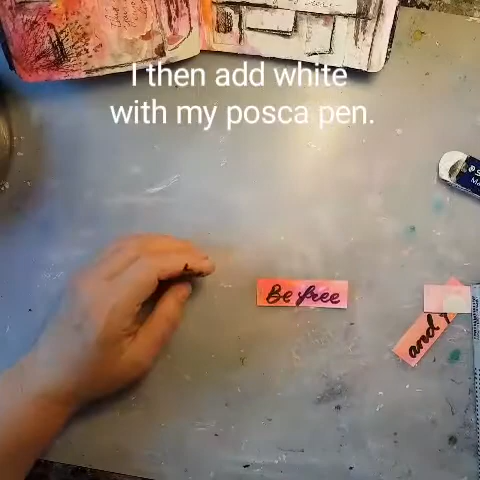 I then add white
with my posca pen.
Be free
and